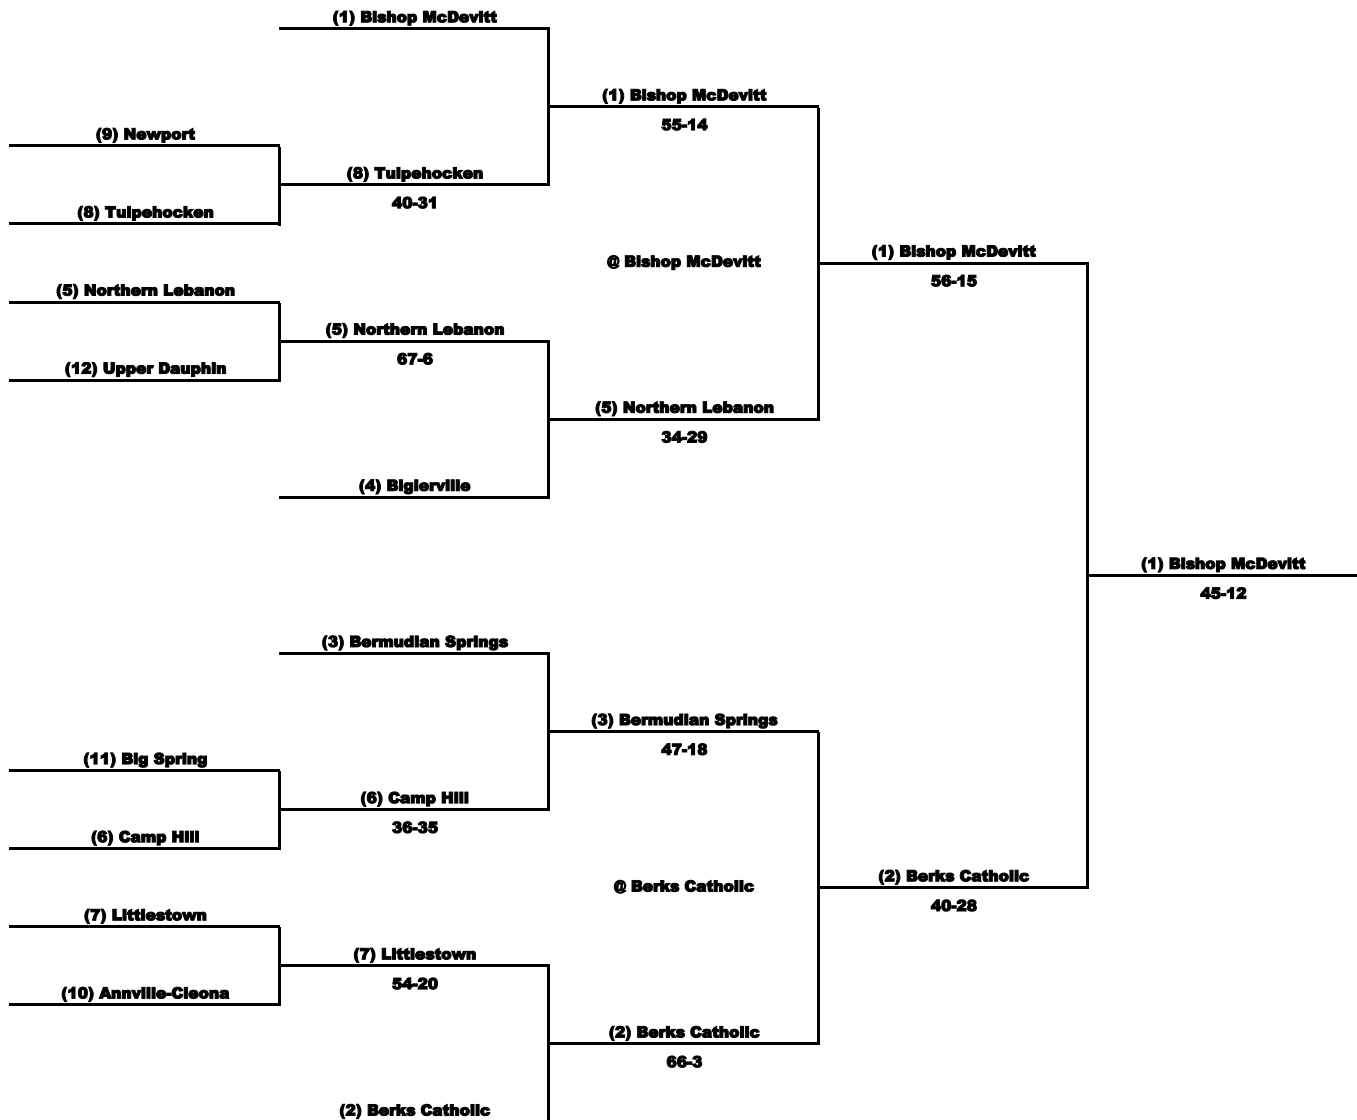 (1) Bishop McDevitt
(1) Bishop McDevitt
55-14
(9) Newport
(8) Tulpehocken
40-31
(8) Tulpehocken
@ Bishop McDevitt
(1) Bishop McDevitt
56-15
(5) Northern Lebanon
(5) Northern Lebanon
67-6
(12) Upper Dauphin
(5) Northern Lebanon
34-29
(4) Biglerville
(1) Bishop McDevitt
45-12
(3) Bermudian Springs
(3) Bermudian Springs
47-18
(11) Big Spring
(6) Camp Hill
36-35
(6) Camp Hill
@ Berks Catholic
(2) Berks Catholic
40-28
(7) Littlestown
(7) Littlestown
54-20
(10) Annville-Cleona
(2) Berks Catholic
66-3
(2) Berks Catholic